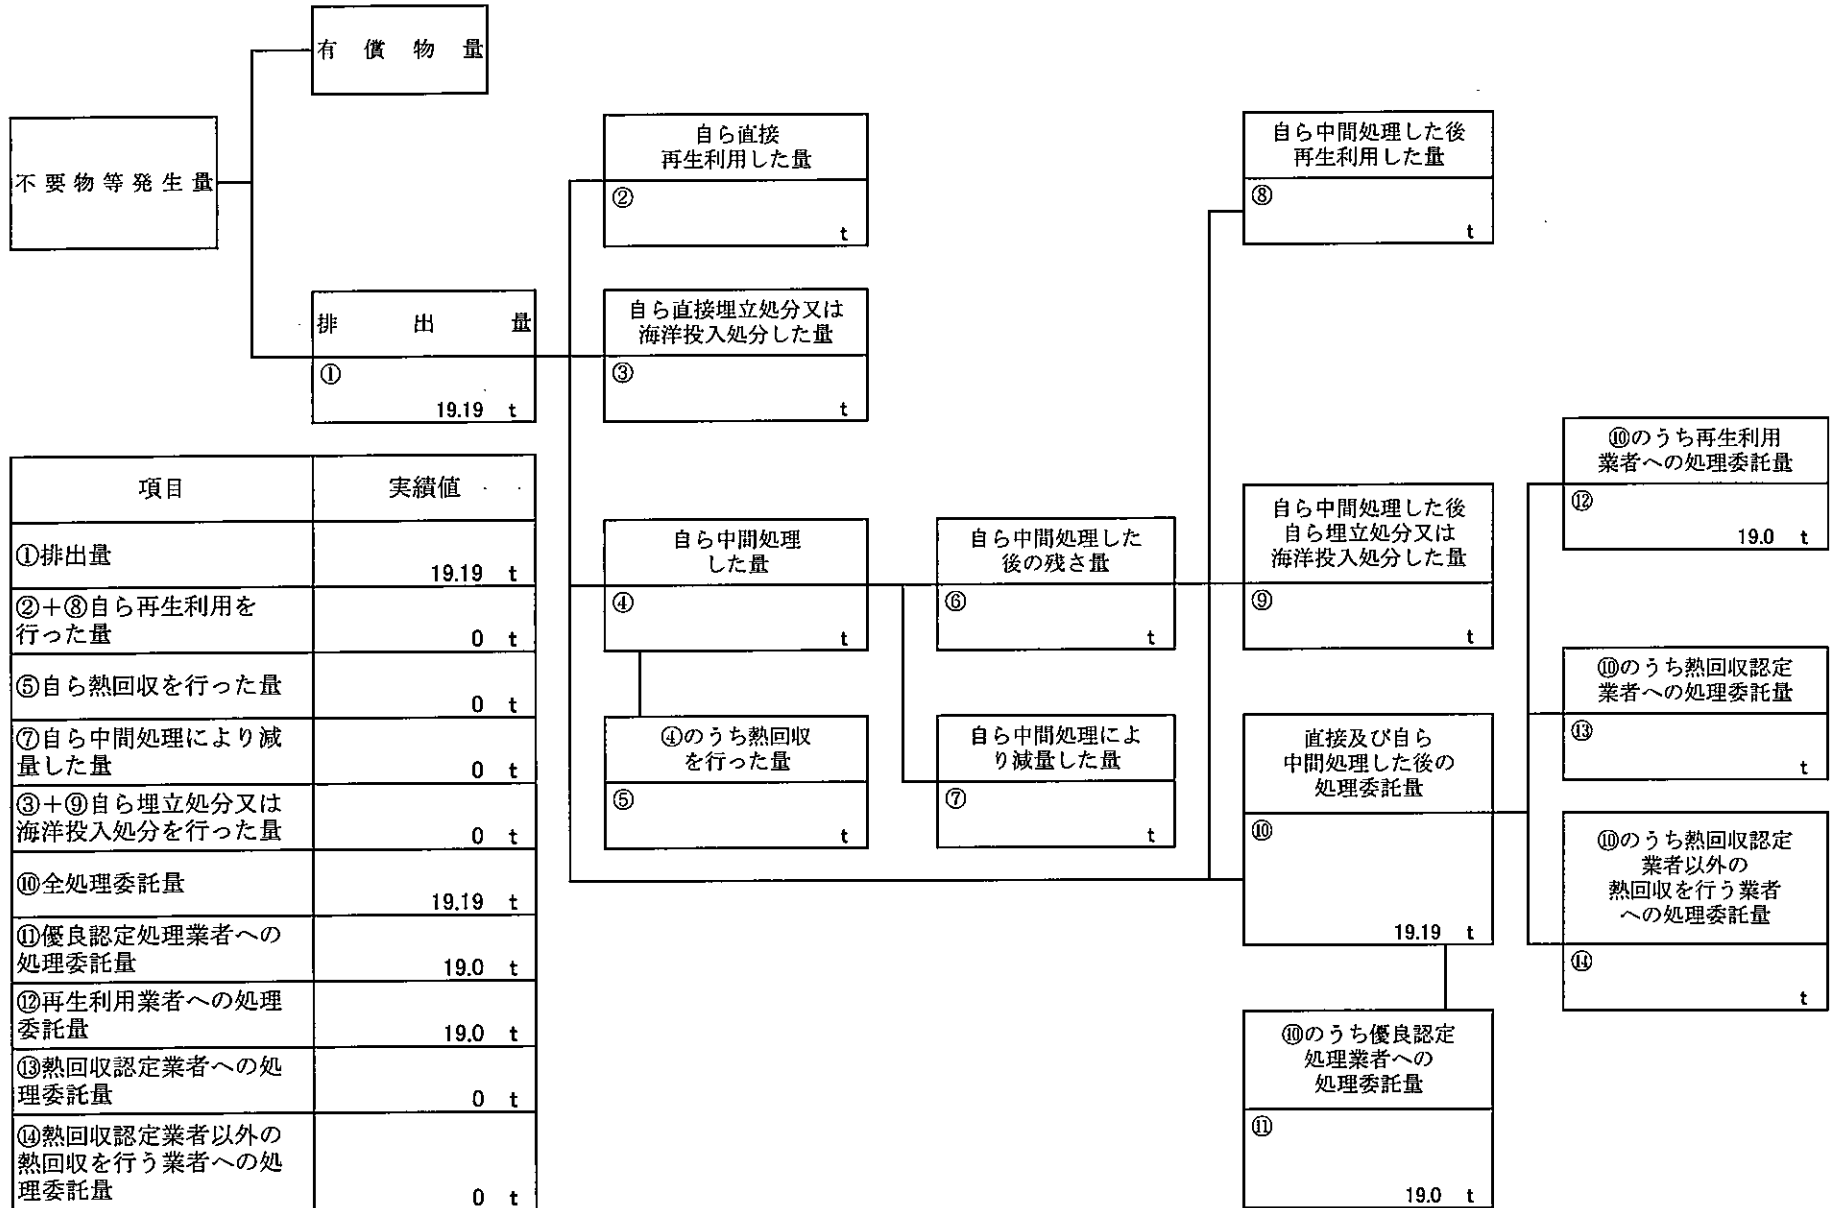 有償物量
不要物等発生量
排出量
①
19.19 t
自ら直接
再生利用した量
②
t
自ら直接埋立処分又は
海洋投入処分した量
③
t
自ら中間処理
した量
④
t
④のうち熱回収
を行った量
⑤
t
自ら中間処理した
後の残さ量
⑥
t
自ら中間処理によ
り減量した量
⑦
t
自ら中間処理した後
再生利用した量
⑧
t
自ら中間処理した後
自ら埋立処分又は
海洋投入処分した量
⑨
t
直接及び自ら
中間処理した後の
処理委託量
⑩
19.19 t
⑩のうち優良認定
処理業者への
処理委託量
⑪
19.0 t
⑩のうち再生利用
業者への処理委託量
⑫
19.0 t
⑩のうち熱回収認定
業者への処理委託量
⑬
t
⑩のうち熱回収認定
業者以外の
熱回収を行う業者
への処理委託量
⑭
t
項目 実績値
①排出量
19.19 t
②+⑧自ら再生利用を
行った量
0 t
⑤自ら熱回収を行った量
0 t
⑦自ら中間処理により減
量した量
0 t
③+⑨自ら埋立処分又は
海洋投入処分を行った量
0 t
⑩全処理委託量
19.19 t
⑪優良認定処理業者への
処理委託量
19.0 t
⑫再生利用業者への処理
委託量
19.0 t
⑬熱回収認定業者への処
理委託量
0 t
⑭熱回収認定業者以外の
熱回収を行う業者への処
理委託量
0 t